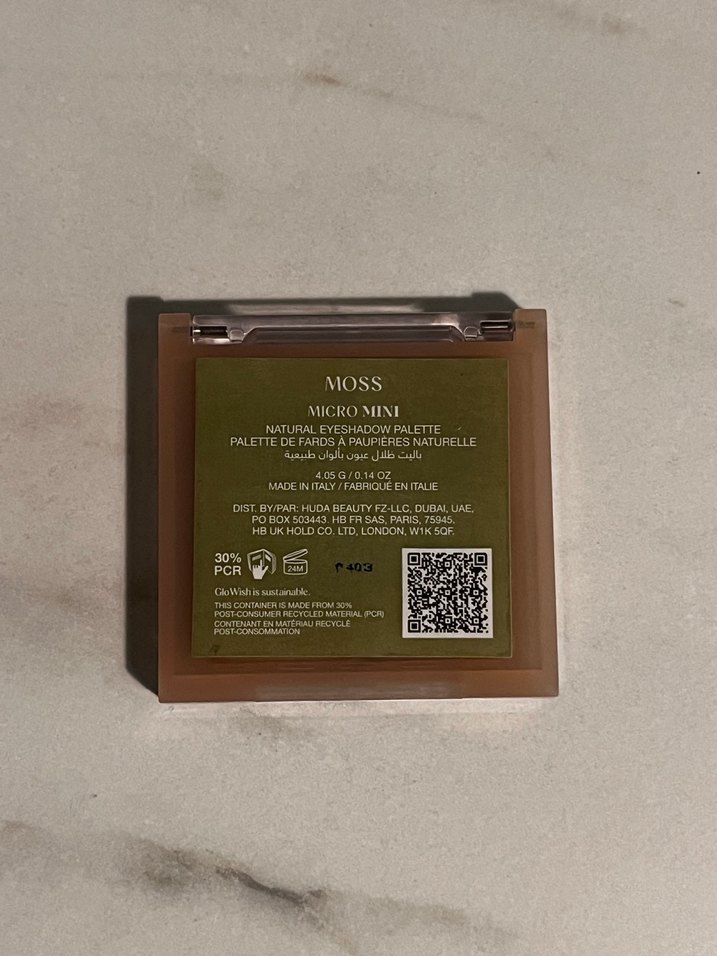 MOSS
MICRO MINI
NATURAL EYESHADOW PALETTE
PALETTE DE FARDS À PAUPIÈRES NATURELLE
باليت ظلال عيون بألوان طبيعية
4.05 G / 0.14 OZ
MADE IN ITALY / FABRIQUÉ EN ITALIE
DIST. BY/PAR: HUDA BEAUTY FZ-LLC, DUBAI, UAE,
PO BOX 503443. HB FR SAS, PARIS, 75945.
HB UK HOLD CO. LTD, LONDON, W1K 5QF.
30%
PCR
24M
GloWish is sustainable.
THIS CONTAINER IS MADE FROM 30%
POST-CONSUMER RECYCLED MATERIAL (PCR)
CONTENANT EN MATÉRIAU RECYCLÉ
POST-CONSOMMATION